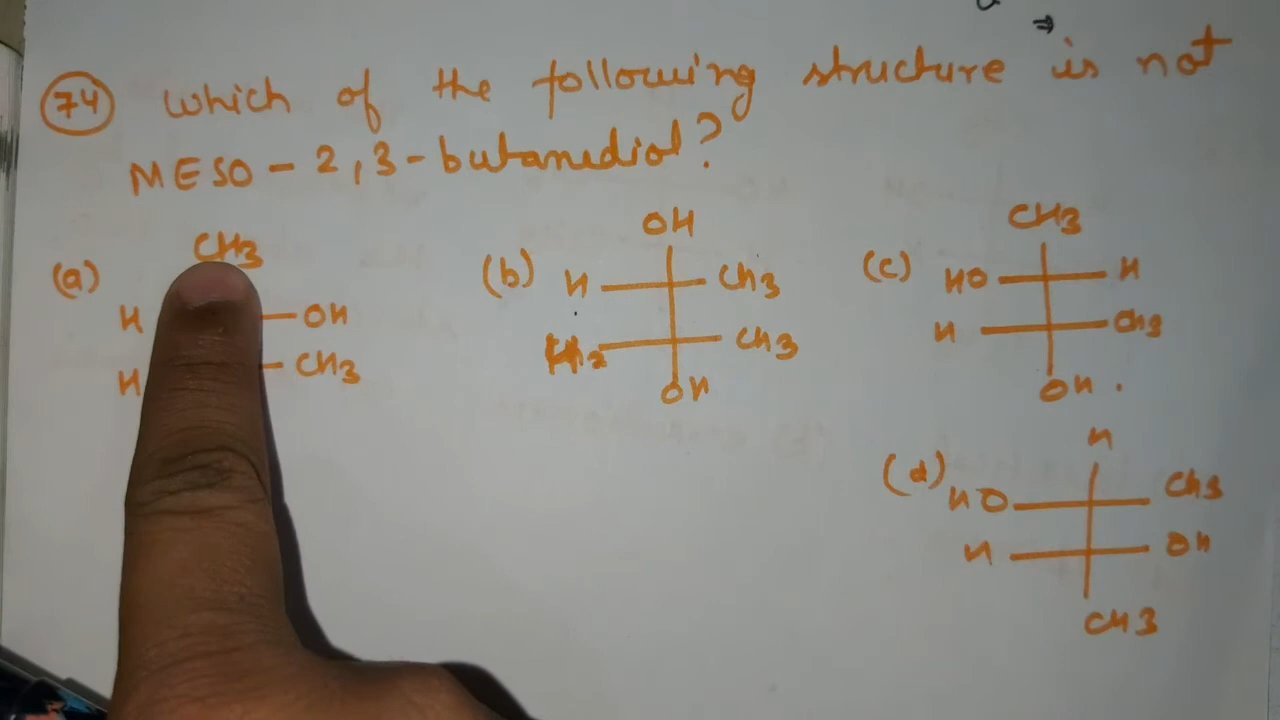 74 Which of the following structure is not
MESO - 2,3-butanediol?
(a) CH3
H OH
H CH3
(b) OH
H CH3
CH3
OH
(c) CH3
HO H
H CH3
OH.
(d) H
HO CH3
H OH
CH3